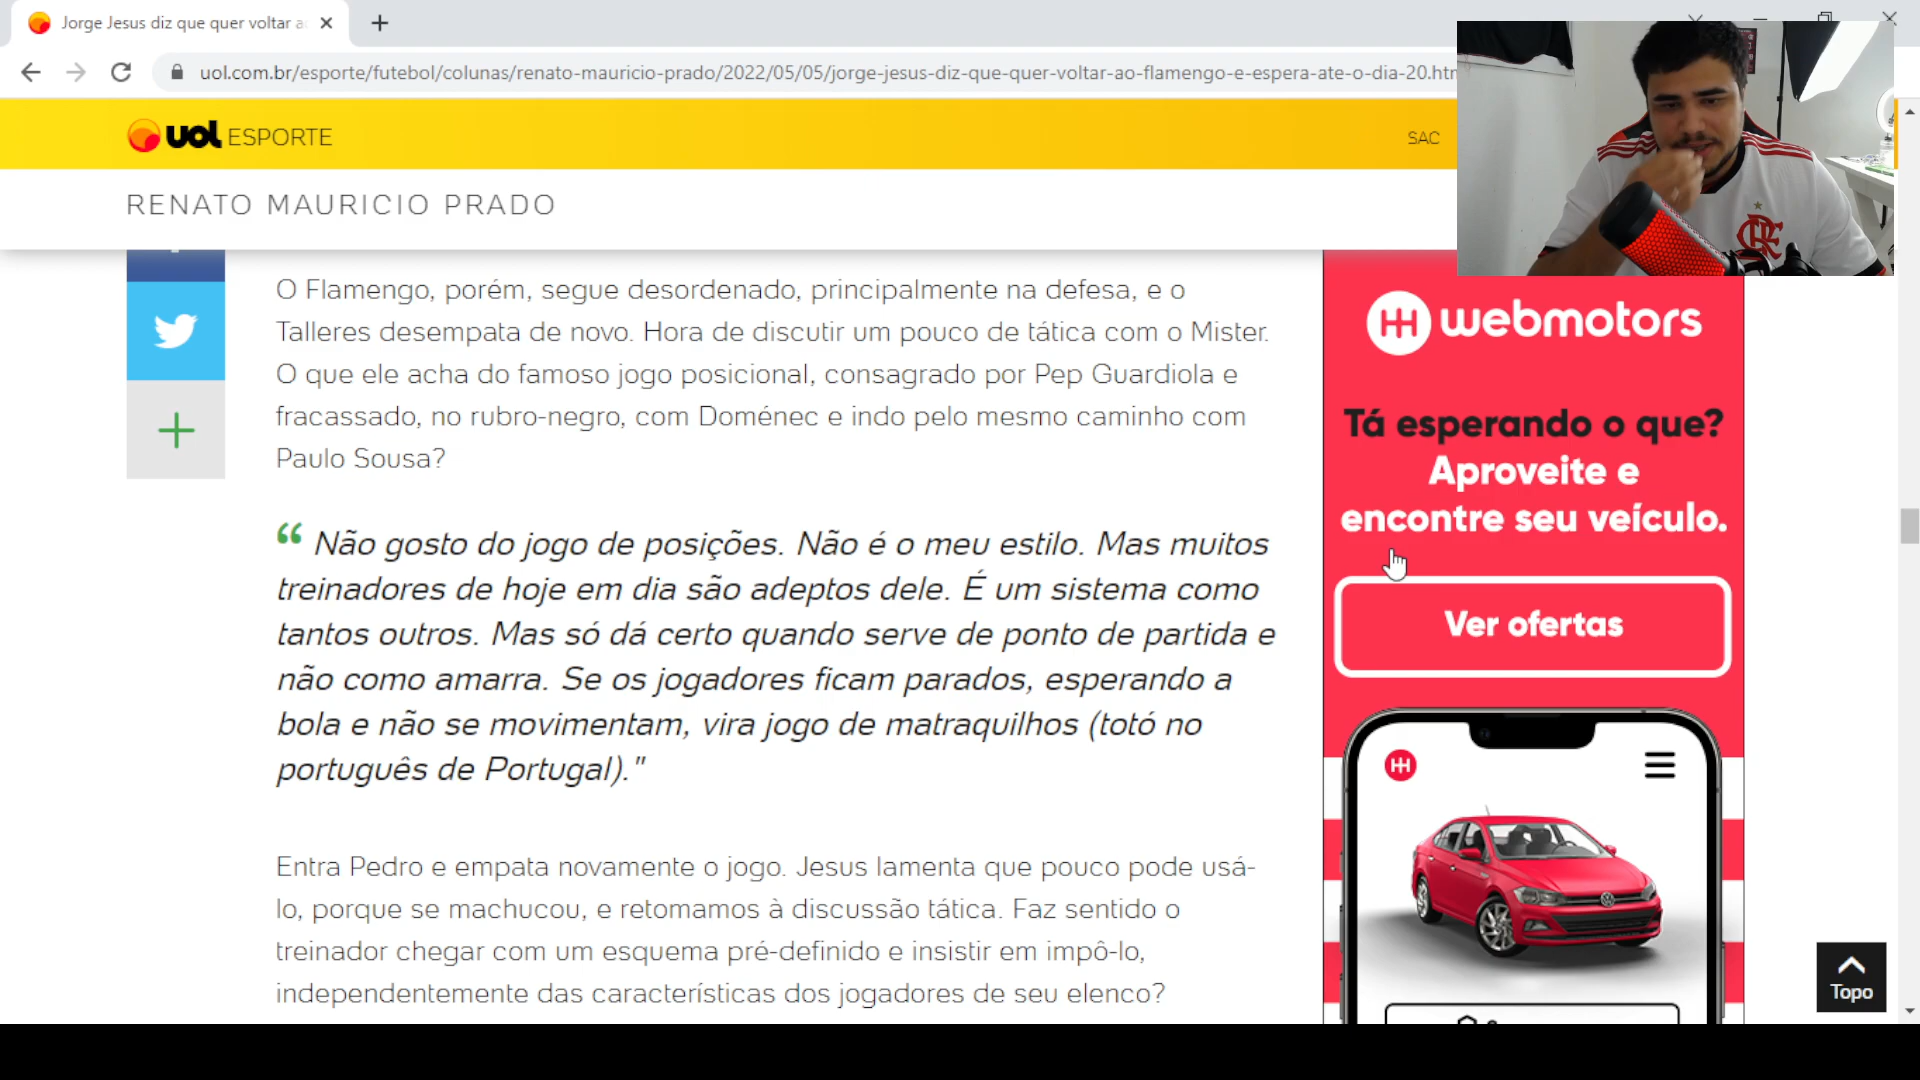 Jorge Jesus diz que quer voltar a
uol.com.br/esporte/futebol/colunas/renato-mauricio-prado/2022/05/05/jorge-jesus-diz-que-quer-voltar-ao-flamengo-e-espera-ate-o-dia-20.htm
uol ESPORTE
SAC
RENATO MAURICIO PRADO
O Flamengo, porém, segue desordenado, principalmente na defesa, e o
Talleres desempata de novo. Hora de discutir um pouco de tática com o Mister.
O que ele acha do famoso jogo posicional, consagrado por Pep Guardiola e
fracassado, no rubro-negro, com Doménec e indo pelo mesmo caminho com
Paulo Sousa?
“ Não gosto do jogo de posições. Não é o meu estilo. Mas muitos
treinadores de hoje em dia são adeptos dele. É um sistema como
tantos outros. Mas só dá certo quando serve de ponto de partida e
não como amarra. Se os jogadores ficam parados, esperando a
bola e não se movimentam, vira jogo de matraquilhos (totó no
português de Portugal)."
Entra Pedro e empata novamente o jogo. Jesus lamenta que pouco pode usá-
lo, porque se machucou, e retomamos à discussão tática. Faz sentido o
treinador chegar com um esquema pré-definido e insistir em impô-lo,
independentemente das características dos jogadores de seu elenco?
webmotors
Tá esperando o que?
Aproveite e
encontre seu veículo.
Ver ofertas
Topo